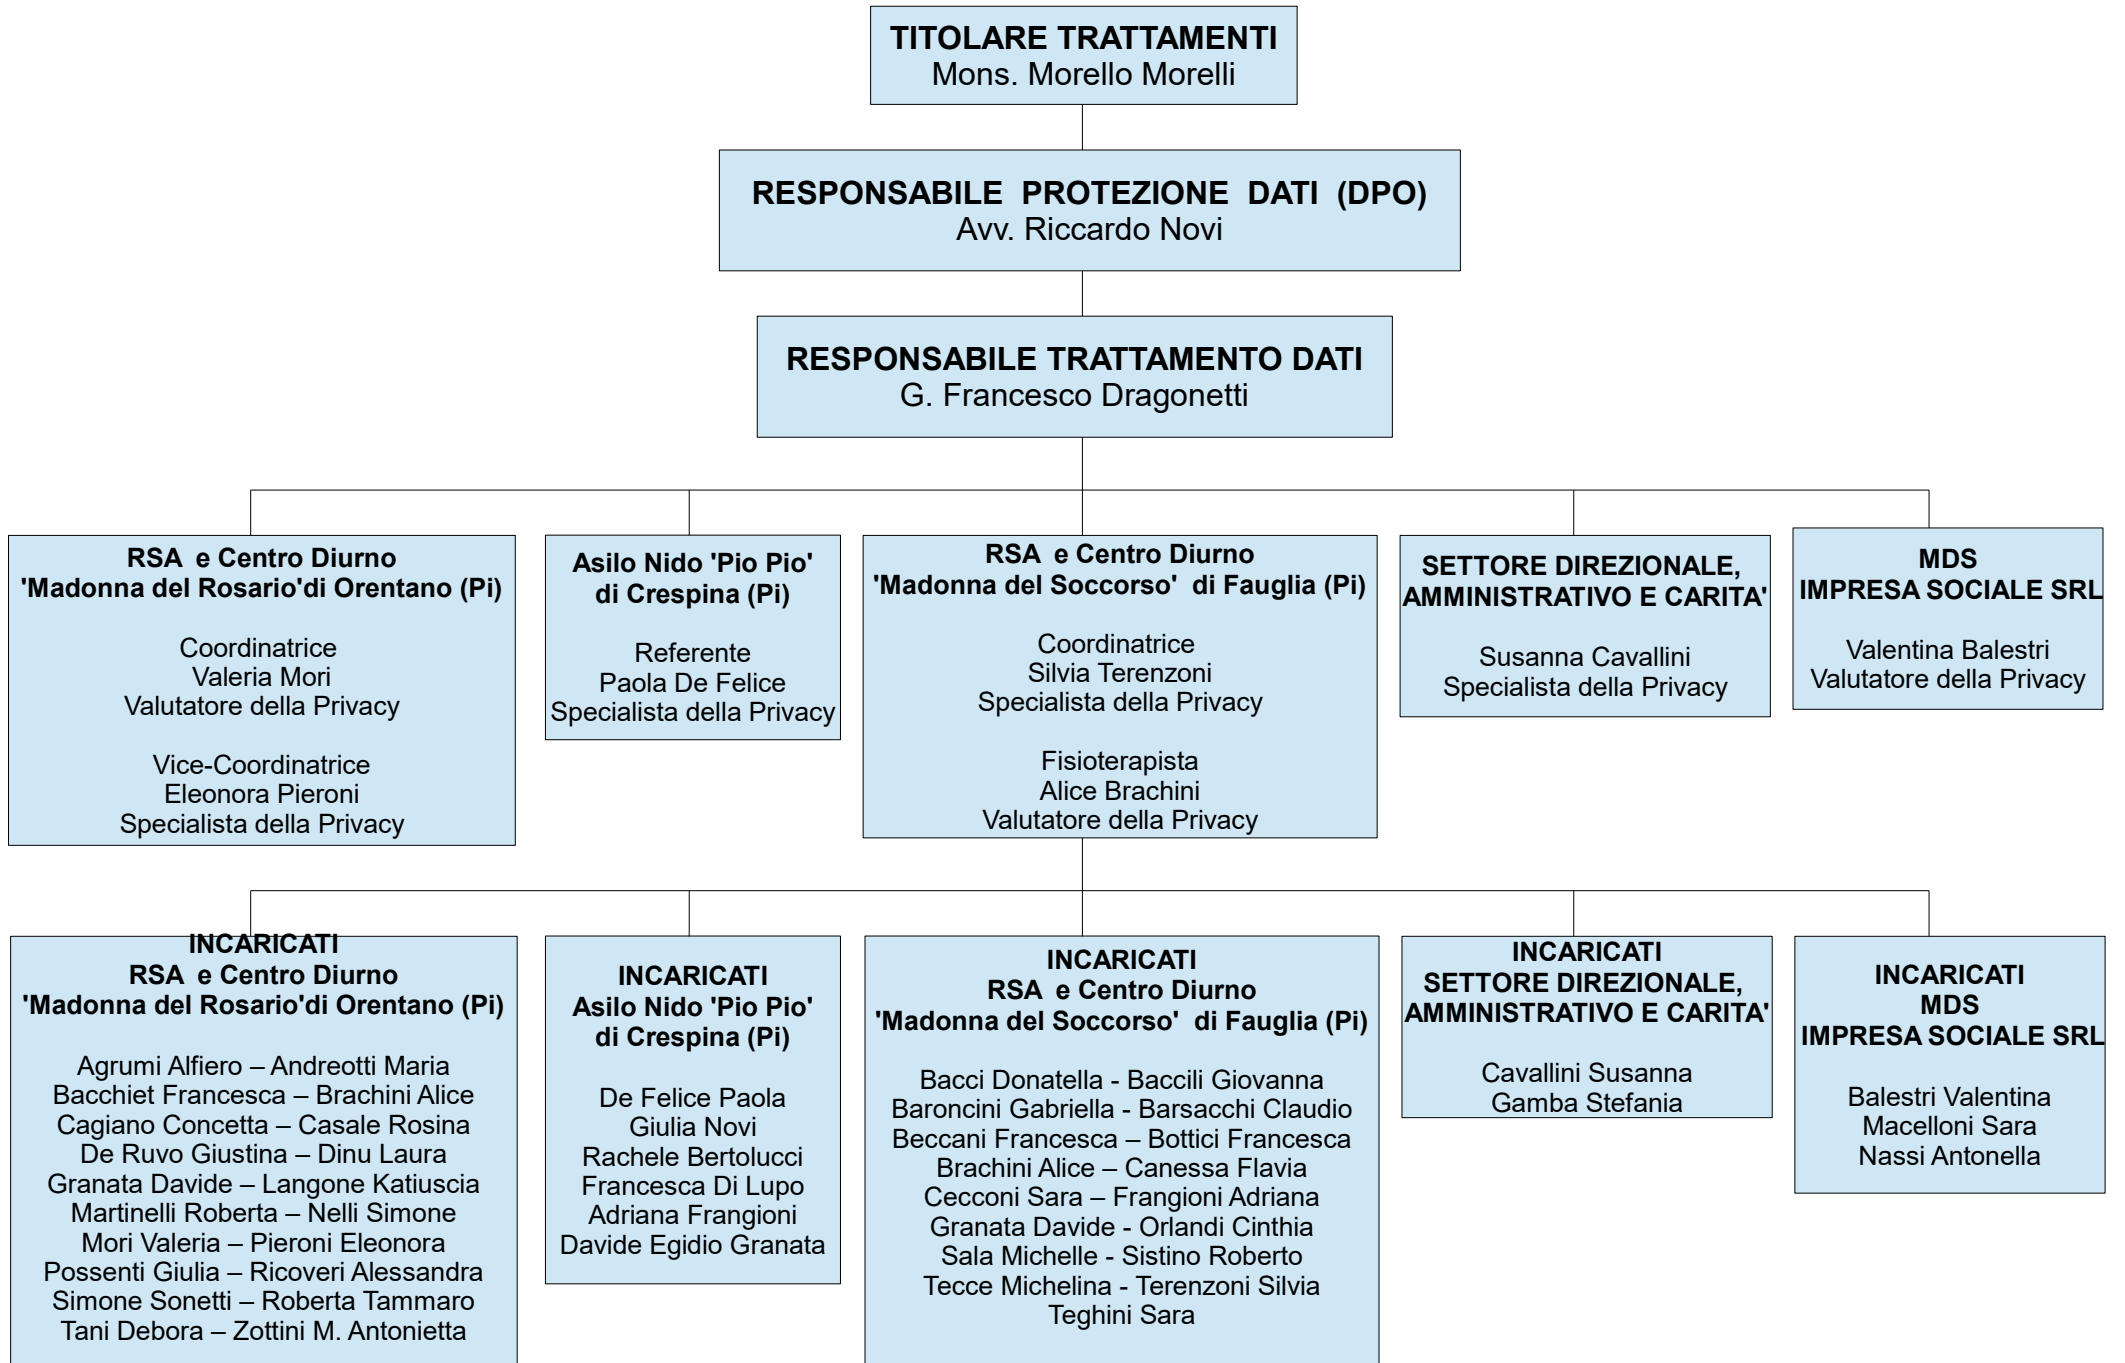 TITOLARE TRATTAMENTI
Mons. Morello Morelli
RESPONSABILE PROTEZIONE DATI (DPO)
Avv. Riccardo Novi
RESPONSABILE TRATTAMENTO DATI
G. Francesco Dragonetti
RSA e Centro Diurno
'Madonna del Rosario'di Orentano (Pi)
Coordinatrice
Valeria Mori
Valutatore della Privacy
Vice-Coordinatrice
Eleonora Pieroni
Specialista della Privacy
Asilo Nido 'Pio Pio'
di Crespina (Pi)
Referente
Paola De Felice
Specialista della Privacy
RSA e Centro Diurno
'Madonna del Soccorso' di Fauglia (Pi)
Coordinatrice
Silvia Terenzoni
Specialista della Privacy
Fisioterapista
Alice Brachini
Valutatore della Privacy
SETTORE DIREZIONALE,
AMMINISTRATIVO E CARITA'
Susanna Cavallini
Specialista della Privacy
MDS
IMPRESA SOCIALE SRL
Valentina Balestri
Valutatore della Privacy
INCARICATI
RSA e Centro Diurno
'Madonna del Rosario'di Orentano (Pi)
Agrumi Alfiero – Andreotti Maria
Bacchiet Francesca – Brachini Alice
Cagiano Concetta – Casale Rosina
De Ruvo Giustina – Dinu Laura
Granata Davide – Langone Katiuscia
Martinelli Roberta – Nelli Simone
Mori Valeria – Pieroni Eleonora
Possenti Giulia – Ricoveri Alessandra
Simone Sonetti – Roberta Tammaro
Tani Debora – Zottini M. Antonietta
INCARICATI
Asilo Nido 'Pio Pio'
di Crespina (Pi)
De Felice Paola
Giulia Novi
Rachele Bertolucci
Francesca Di Lupo
Adriana Frangioni
Davide Egidio Granata
INCARICATI
RSA e Centro Diurno
'Madonna del Soccorso' di Fauglia (Pi)
Bacci Donatella - Baccili Giovanna
Baroncini Gabriella - Barsacchi Claudio
Beccani Francesca – Bottici Francesca
Brachini Alice – Canessa Flavia
Cecconi Sara – Frangioni Adriana
Granata Davide - Orlandi Cinthia
Sala Michelle - Sistino Roberto
Tecce Michelina - Terenzoni Silvia
Teghini Sara
INCARICATI
SETTORE DIREZIONALE,
AMMINISTRATIVO E CARITA'
Cavallini Susanna
Gamba Stefania
INCARICATI
MDS
IMPRESA SOCIALE SRL
Balestri Valentina
Macelloni Sara
Nassi Antonella